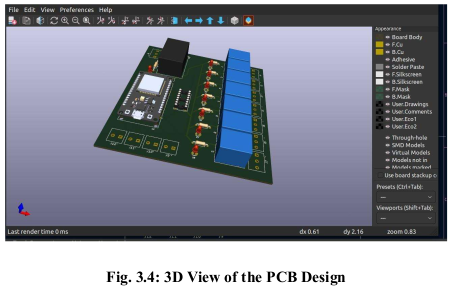 File Edit View Preferences Help
Appearance
Board Body
F.Cu
B.Cu
Adhesive
Solder Paste
F.Silkscreen
B.Silkscreen
F.Mask
B.Mask
User.Drawings
User.Comments
User.Eco1
User.Eco2
Through-hole
SMD Models
Virtual Models
Models not in
Models marked
Use board stackup c
Presets (Ctrl+Tab):
—
Viewports (Shift+Tab):
—
Last render time 0 ms dx 0.61 dy 2.16 zoom 0.83
Fig. 3.4: 3D View of the PCB Design